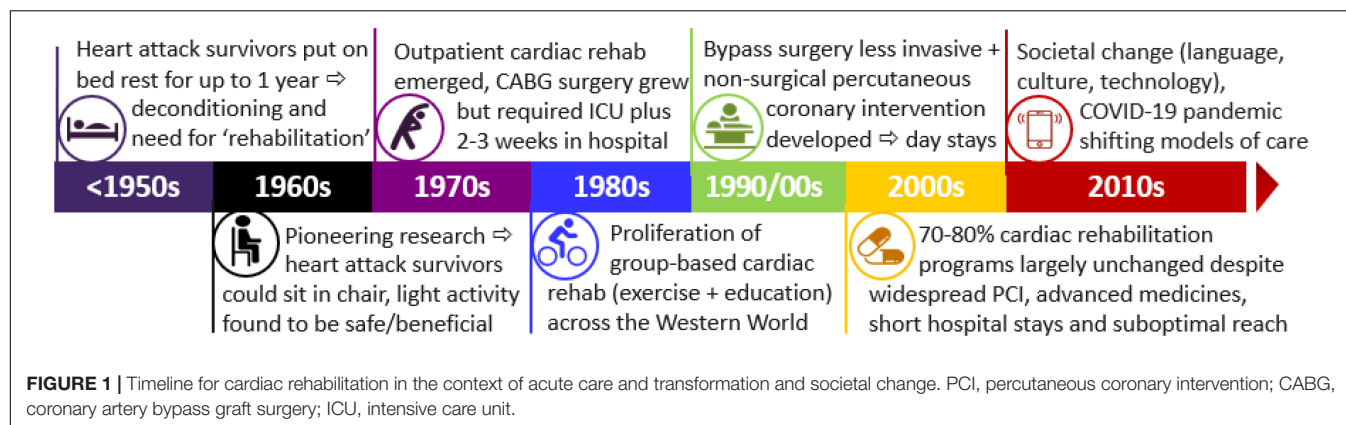 Heart attack survivors put on
bed rest for up to 1 year ⇨
deconditioning and
need for ‘rehabilitation’
Outpatient cardiac rehab
emerged, CABG surgery grew
but required ICU plus
2-3 weeks in hospital
Bypass surgery less invasive +
non-surgical percutaneous
coronary intervention
developed ⇨ day stays
Societal change (language,
culture, technology),
COVID-19 pandemic
shifting models of care
<1950s
1960s
1970s
1980s
1990/00s
2000s
2010s
Pioneering research ⇨
heart attack survivors
could sit in chair, light activity
found to be safe/beneficial
Proliferation of
group-based cardiac
rehab (exercise + education)
across the Western World
70-80% cardiac rehabilitation
programs largely unchanged despite
widespread PCI, advanced medicines,
short hospital stays and suboptimal reach
FIGURE 1 | Timeline for cardiac rehabilitation in the context of acute care and transformation and societal change. PCI, percutaneous coronary intervention; CABG,
coronary artery bypass graft surgery; ICU, intensive care unit.